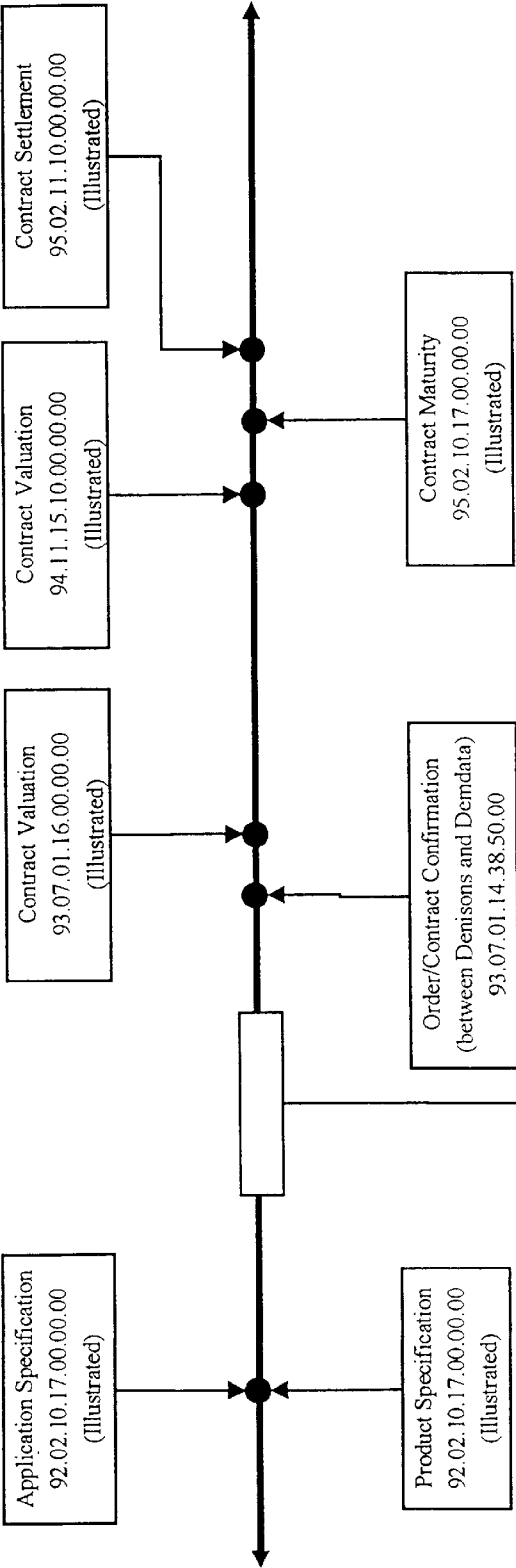 Application Specification
92.02.10.17.00.00.00
(Illustrated)
Contract Valuation
93.07.01.16.00.00.00
(Illustrated)
Contract Valuation
94.11.15.10.00.00.00
(Illustrated)
Contract Settlement
95.02.11.10.00.00.00
(Illustrated)
Product Specification
92.02.10.17.00.00.00
(Illustrated)
Order/Contract Confirmation
(between Denisons and Demdata)
93.07.01.14.38.50.00
Contract Maturity
95.02.10.17.00.00.00
(Illustrated)